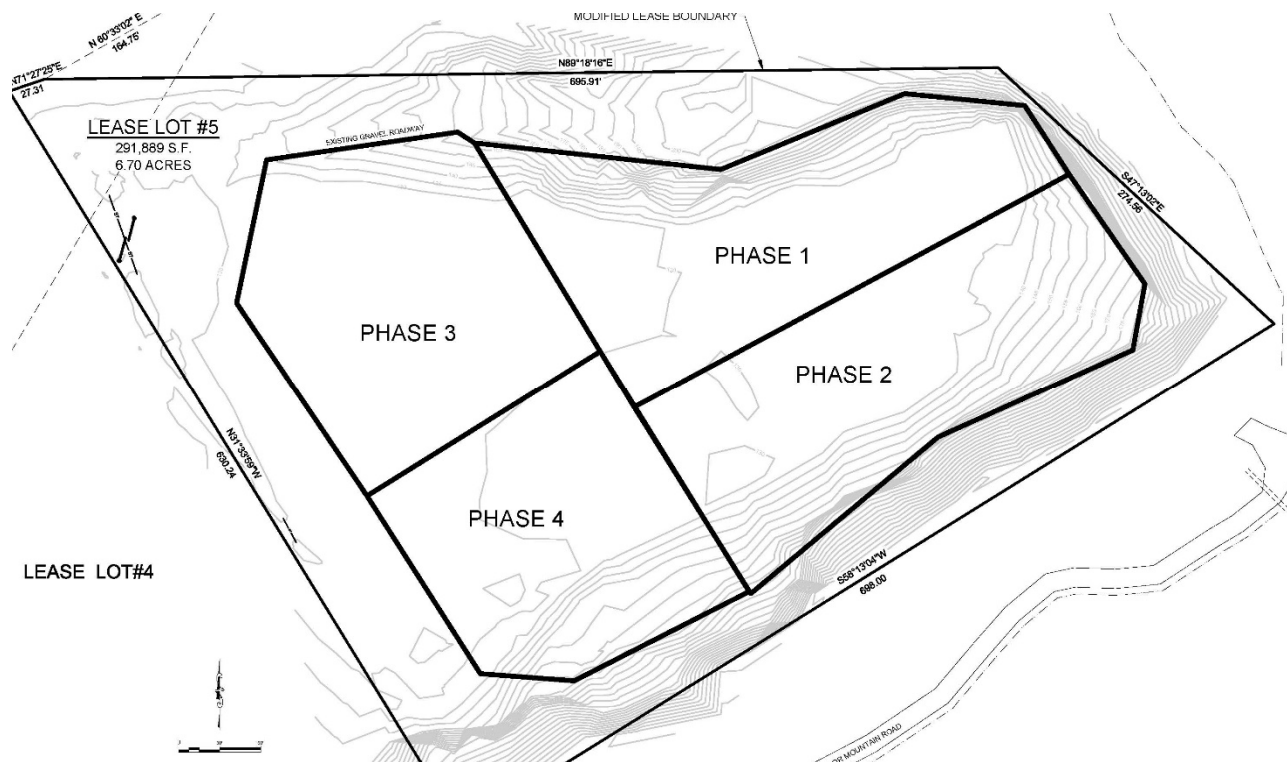 MODIFIED LEASE BOUNDARY
N 60°33'02" E
164.75'
N71°27'25"E
27.31
N89°18'16"E
695.91'
LEASE LOT #5
291,889 S.F.
6.70 ACRES
EXISTING GRAVEL ROADWAY
S47°13'02"E
274.56
PHASE 1
PHASE 3
PHASE 2
N31°33'59"W
630.24
PHASE 4
S58°13'04"W
698.00
LEASE LOT#4
MOUNTAIN ROAD